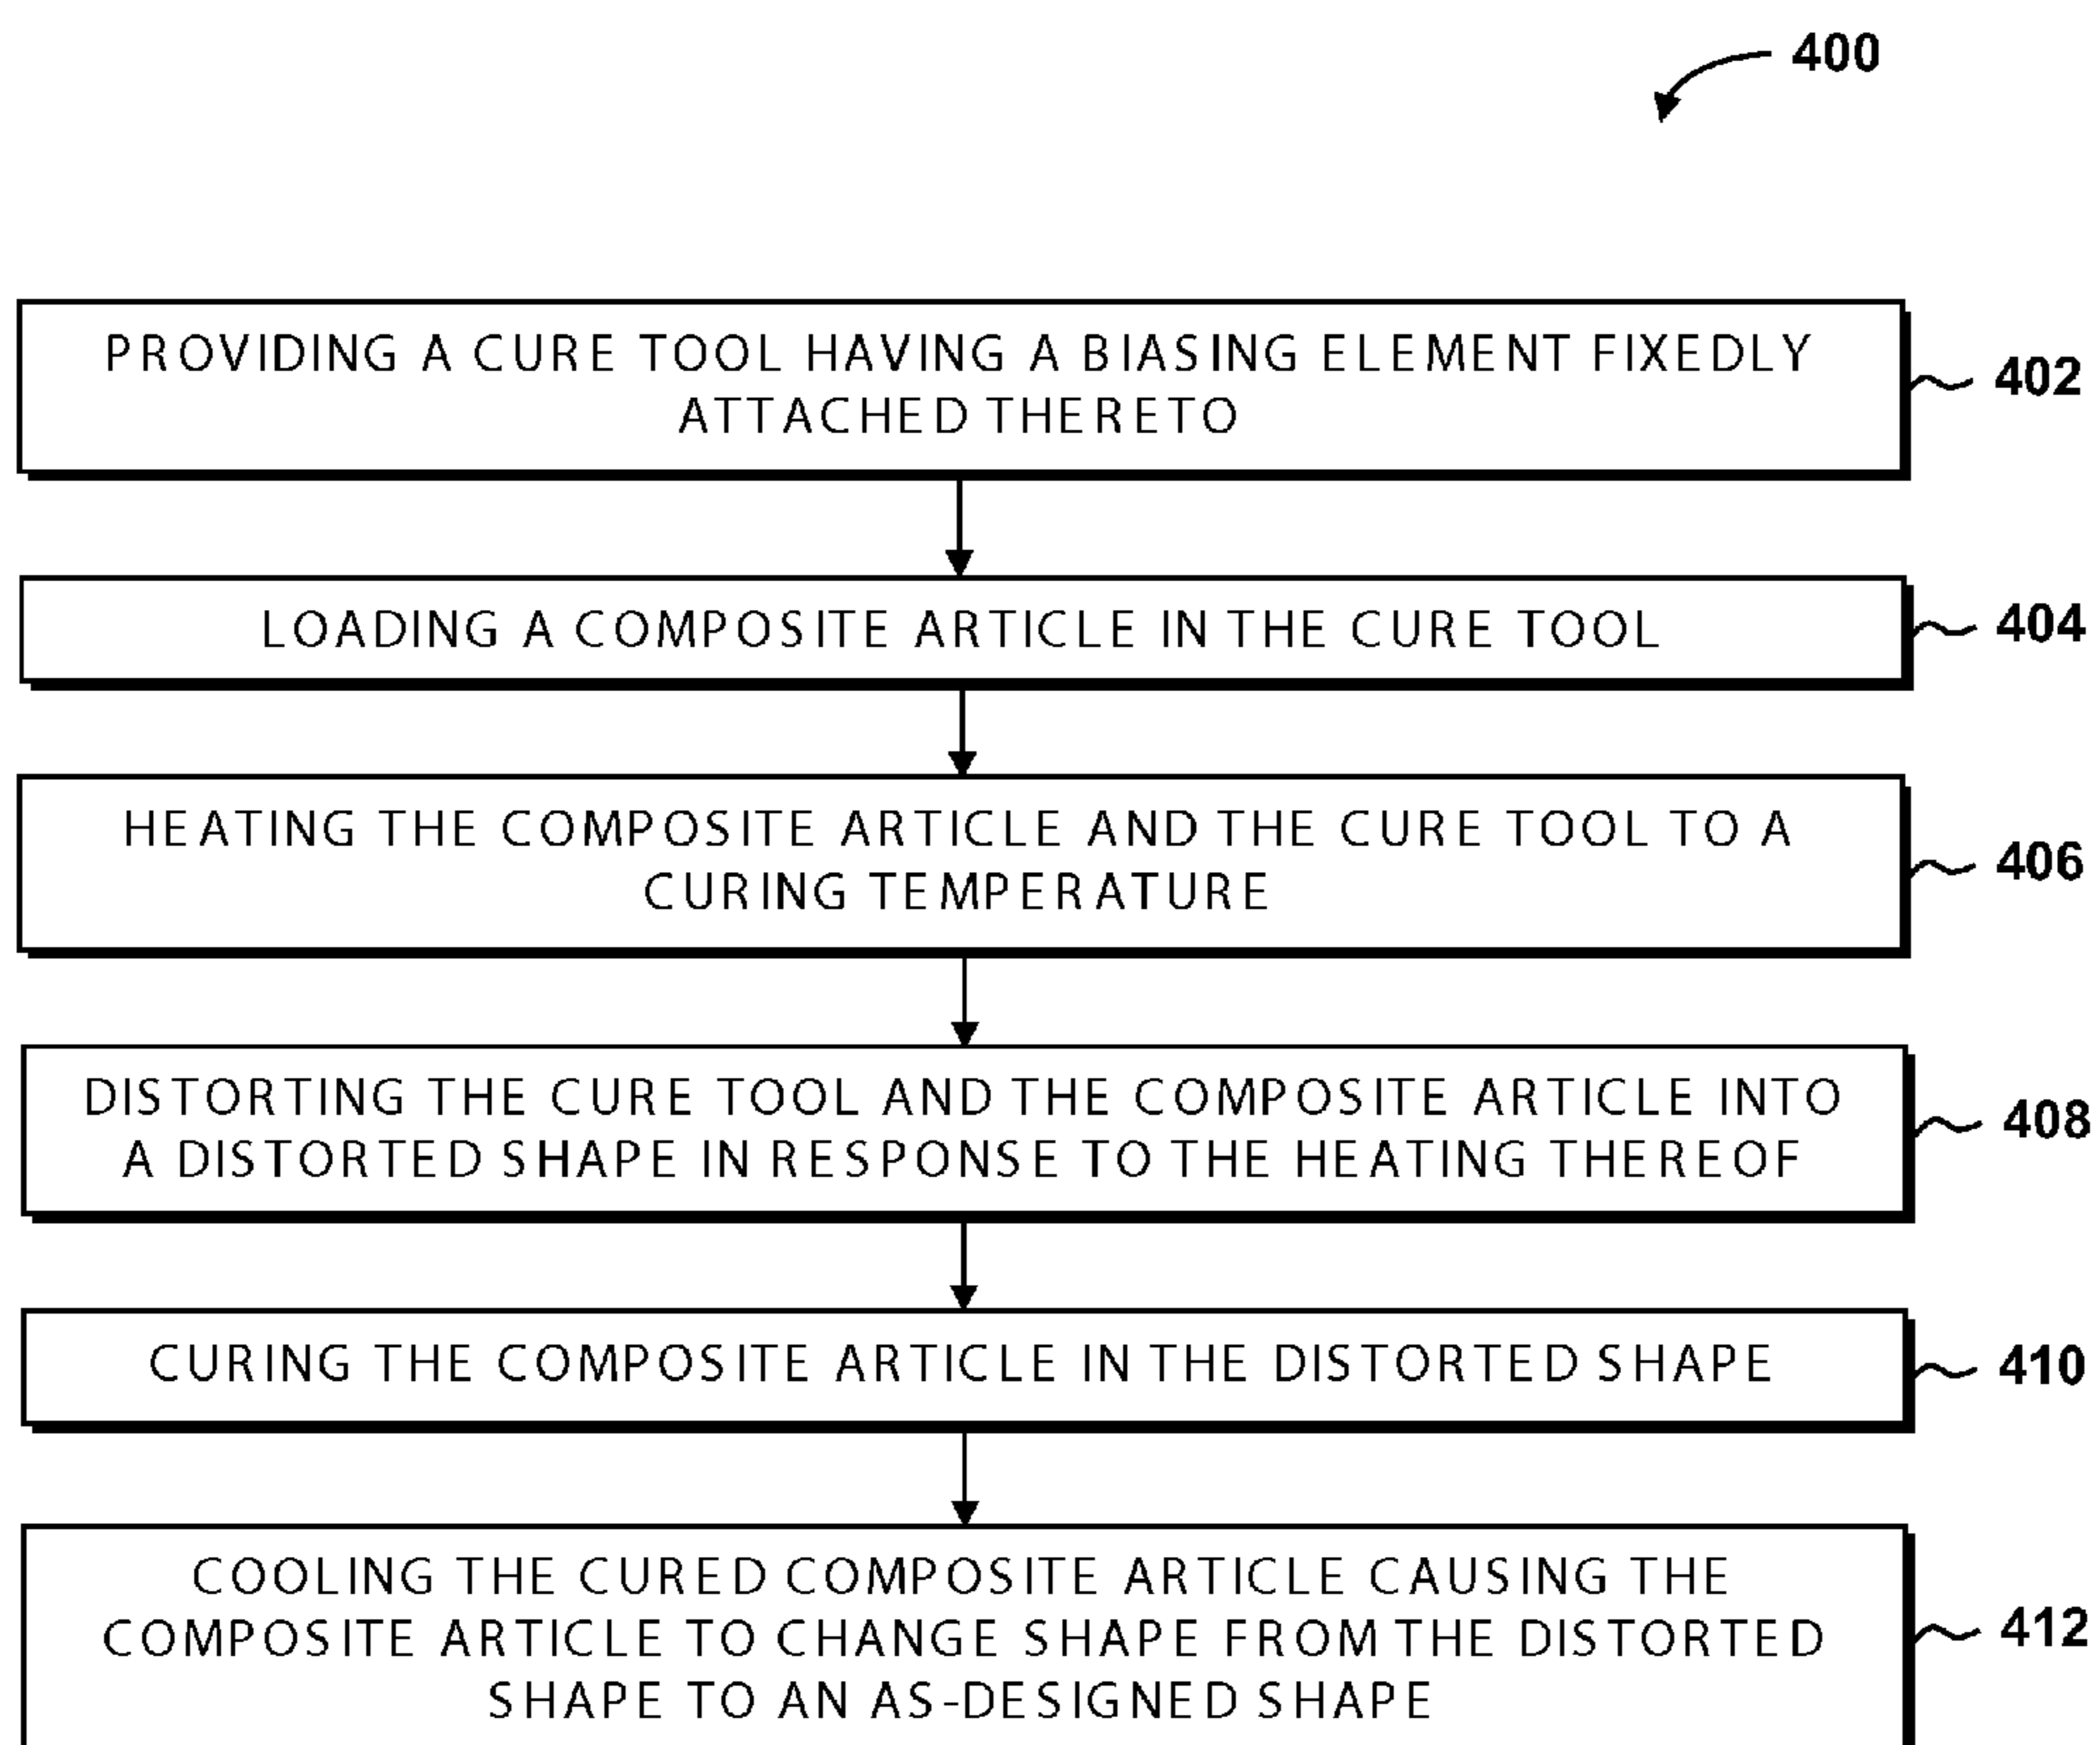 400
PROVIDING A CURE TOOL HAVING A BIASING ELEMENT FIXEDLY
ATTACHED THERETO
402
LOADING A COMPOSITE ARTICLE IN THE CURE TOOL
404
HEATING THE COMPOSITE ARTICLE AND THE CURE TOOL TO A
CURING TEMPERATURE
406
DISTORTING THE CURE TOOL AND THE COMPOSITE ARTICLE INTO
A DISTORTED SHAPE IN RESPONSE TO THE HEATING THEREOF
408
CURING THE COMPOSITE ARTICLE IN THE DISTORTED SHAPE
410
COOLING THE CURED COMPOSITE ARTICLE CAUSING THE
COMPOSITE ARTICLE TO CHANGE SHAPE FROM THE DISTORTED
SHAPE TO AN AS-DESIGNED SHAPE
412